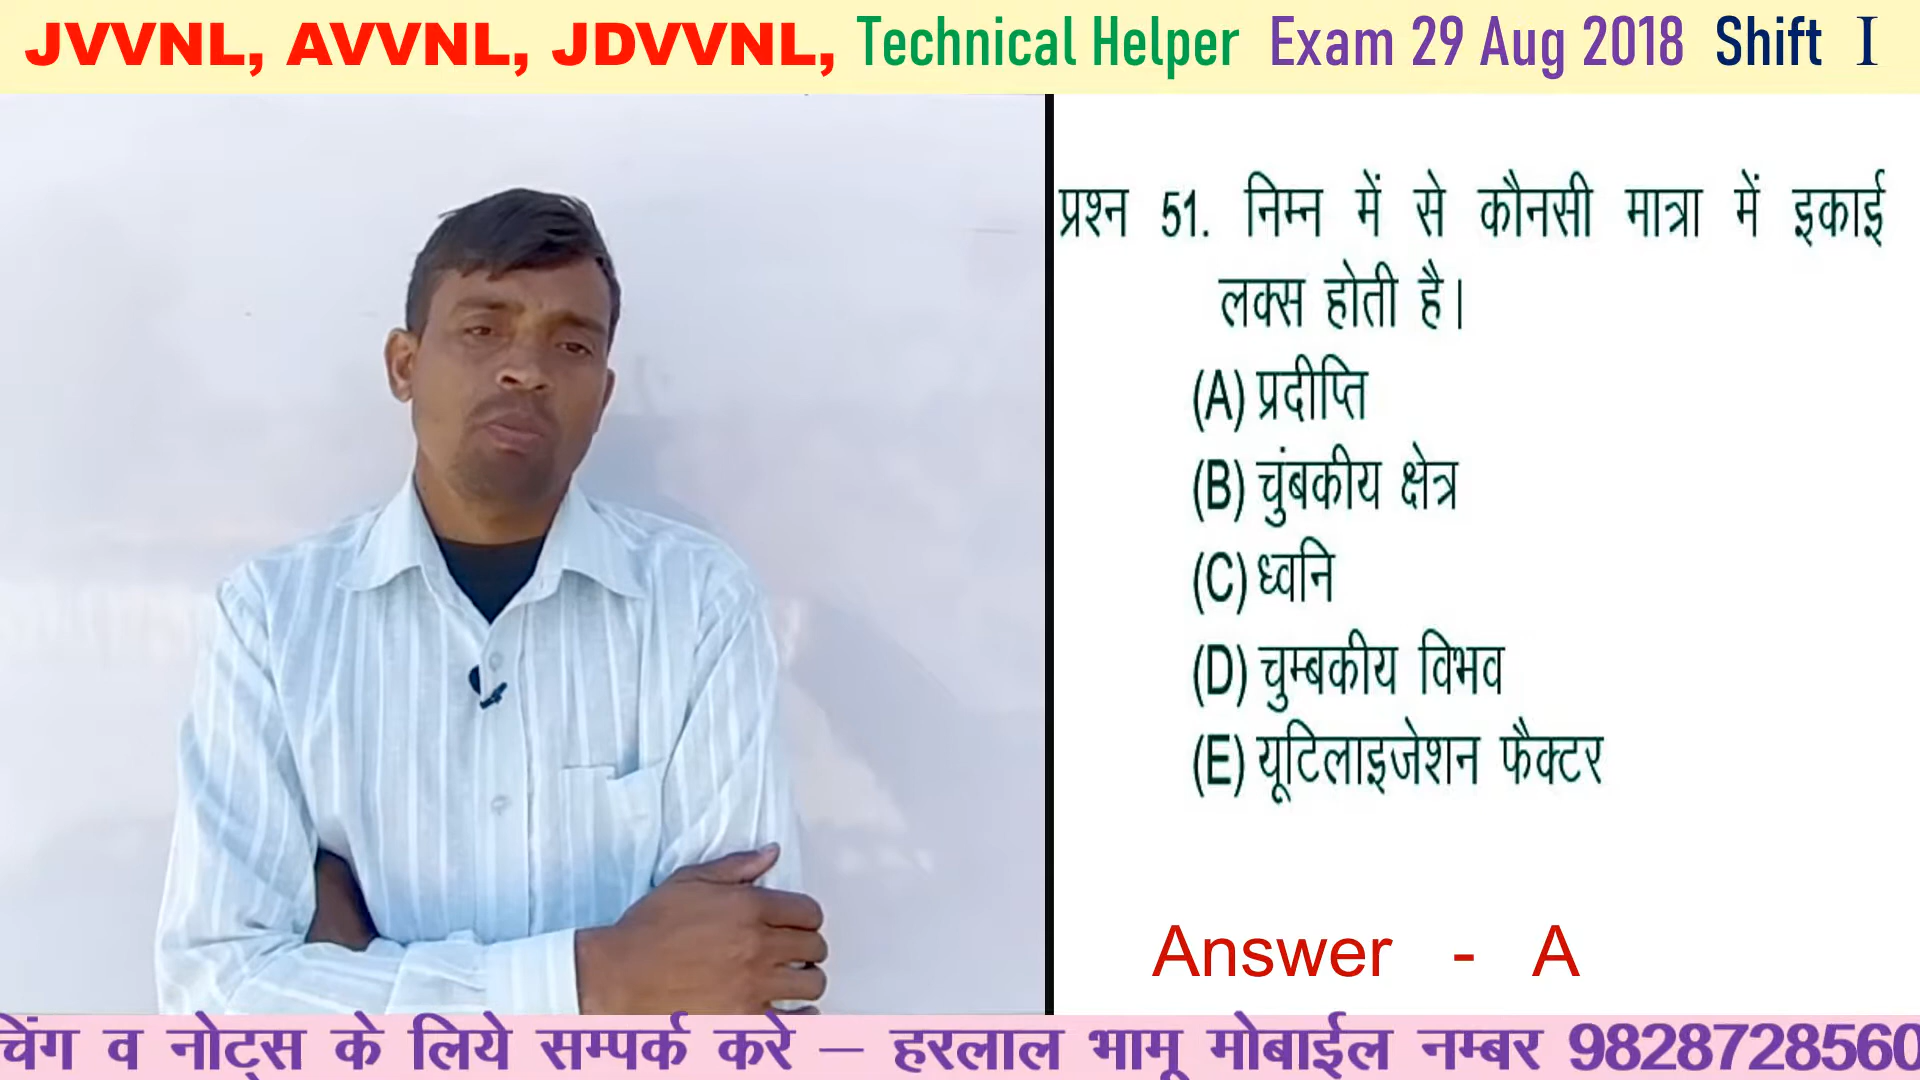 JVVNL, AVVNL, JDVVNL, Technical Helper Exam 29 Aug 2018 Shift I
प्रश्न 51. निम्न में से कौनसी मात्रा में इकाई
लक्स होती है।
(A) प्रदीप्ति
(B) चुंबकीय क्षेत्र
(C) ध्वनि
(D) चुम्बकीय विभव
(E) यूटिलाइजेशन फैक्टर
Answer - A
व नोट्स के लिये सम्पर्क करे – हरलाल भामू मोबाईल नम्बर 9828728560